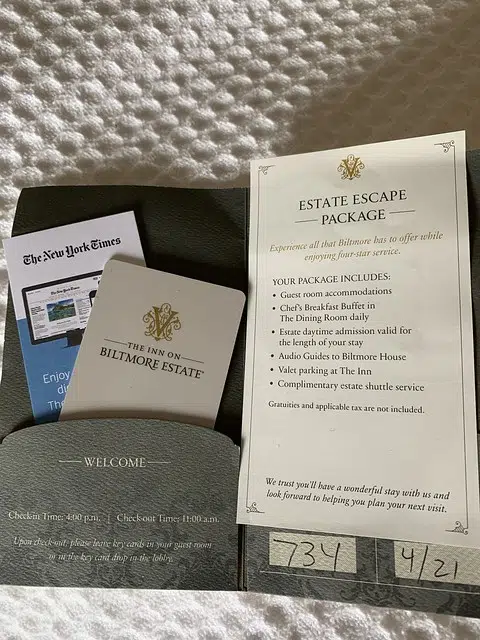 The New York Times
Enjoy
THE INN ON
BILTMORE ESTATE
WELCOME
Check-in Time: 4:00 p.m. | Check-out Time: 11:00 a.m.
Upon check-out, please leave key cards in your guest room
or in the key card drop in the lobby.
ESTATE ESCAPE
PACKAGE
Experience all that Biltmore has to offer while
enjoying four-star service.
YOUR PACKAGE INCLUDES:
• Guest room accommodations
• Chef's Breakfast Buffet in
The Dining Room daily
• Estate daytime admission valid for
the length of your stay
• Audio Guides to Biltmore House
• Valet parking at The Inn
• Complimentary estate shuttle service
Gratuities and applicable tax are not included.
We trust you'll have a wonderful stay with us and
look forward to helping you plan your next visit.
734
4/21